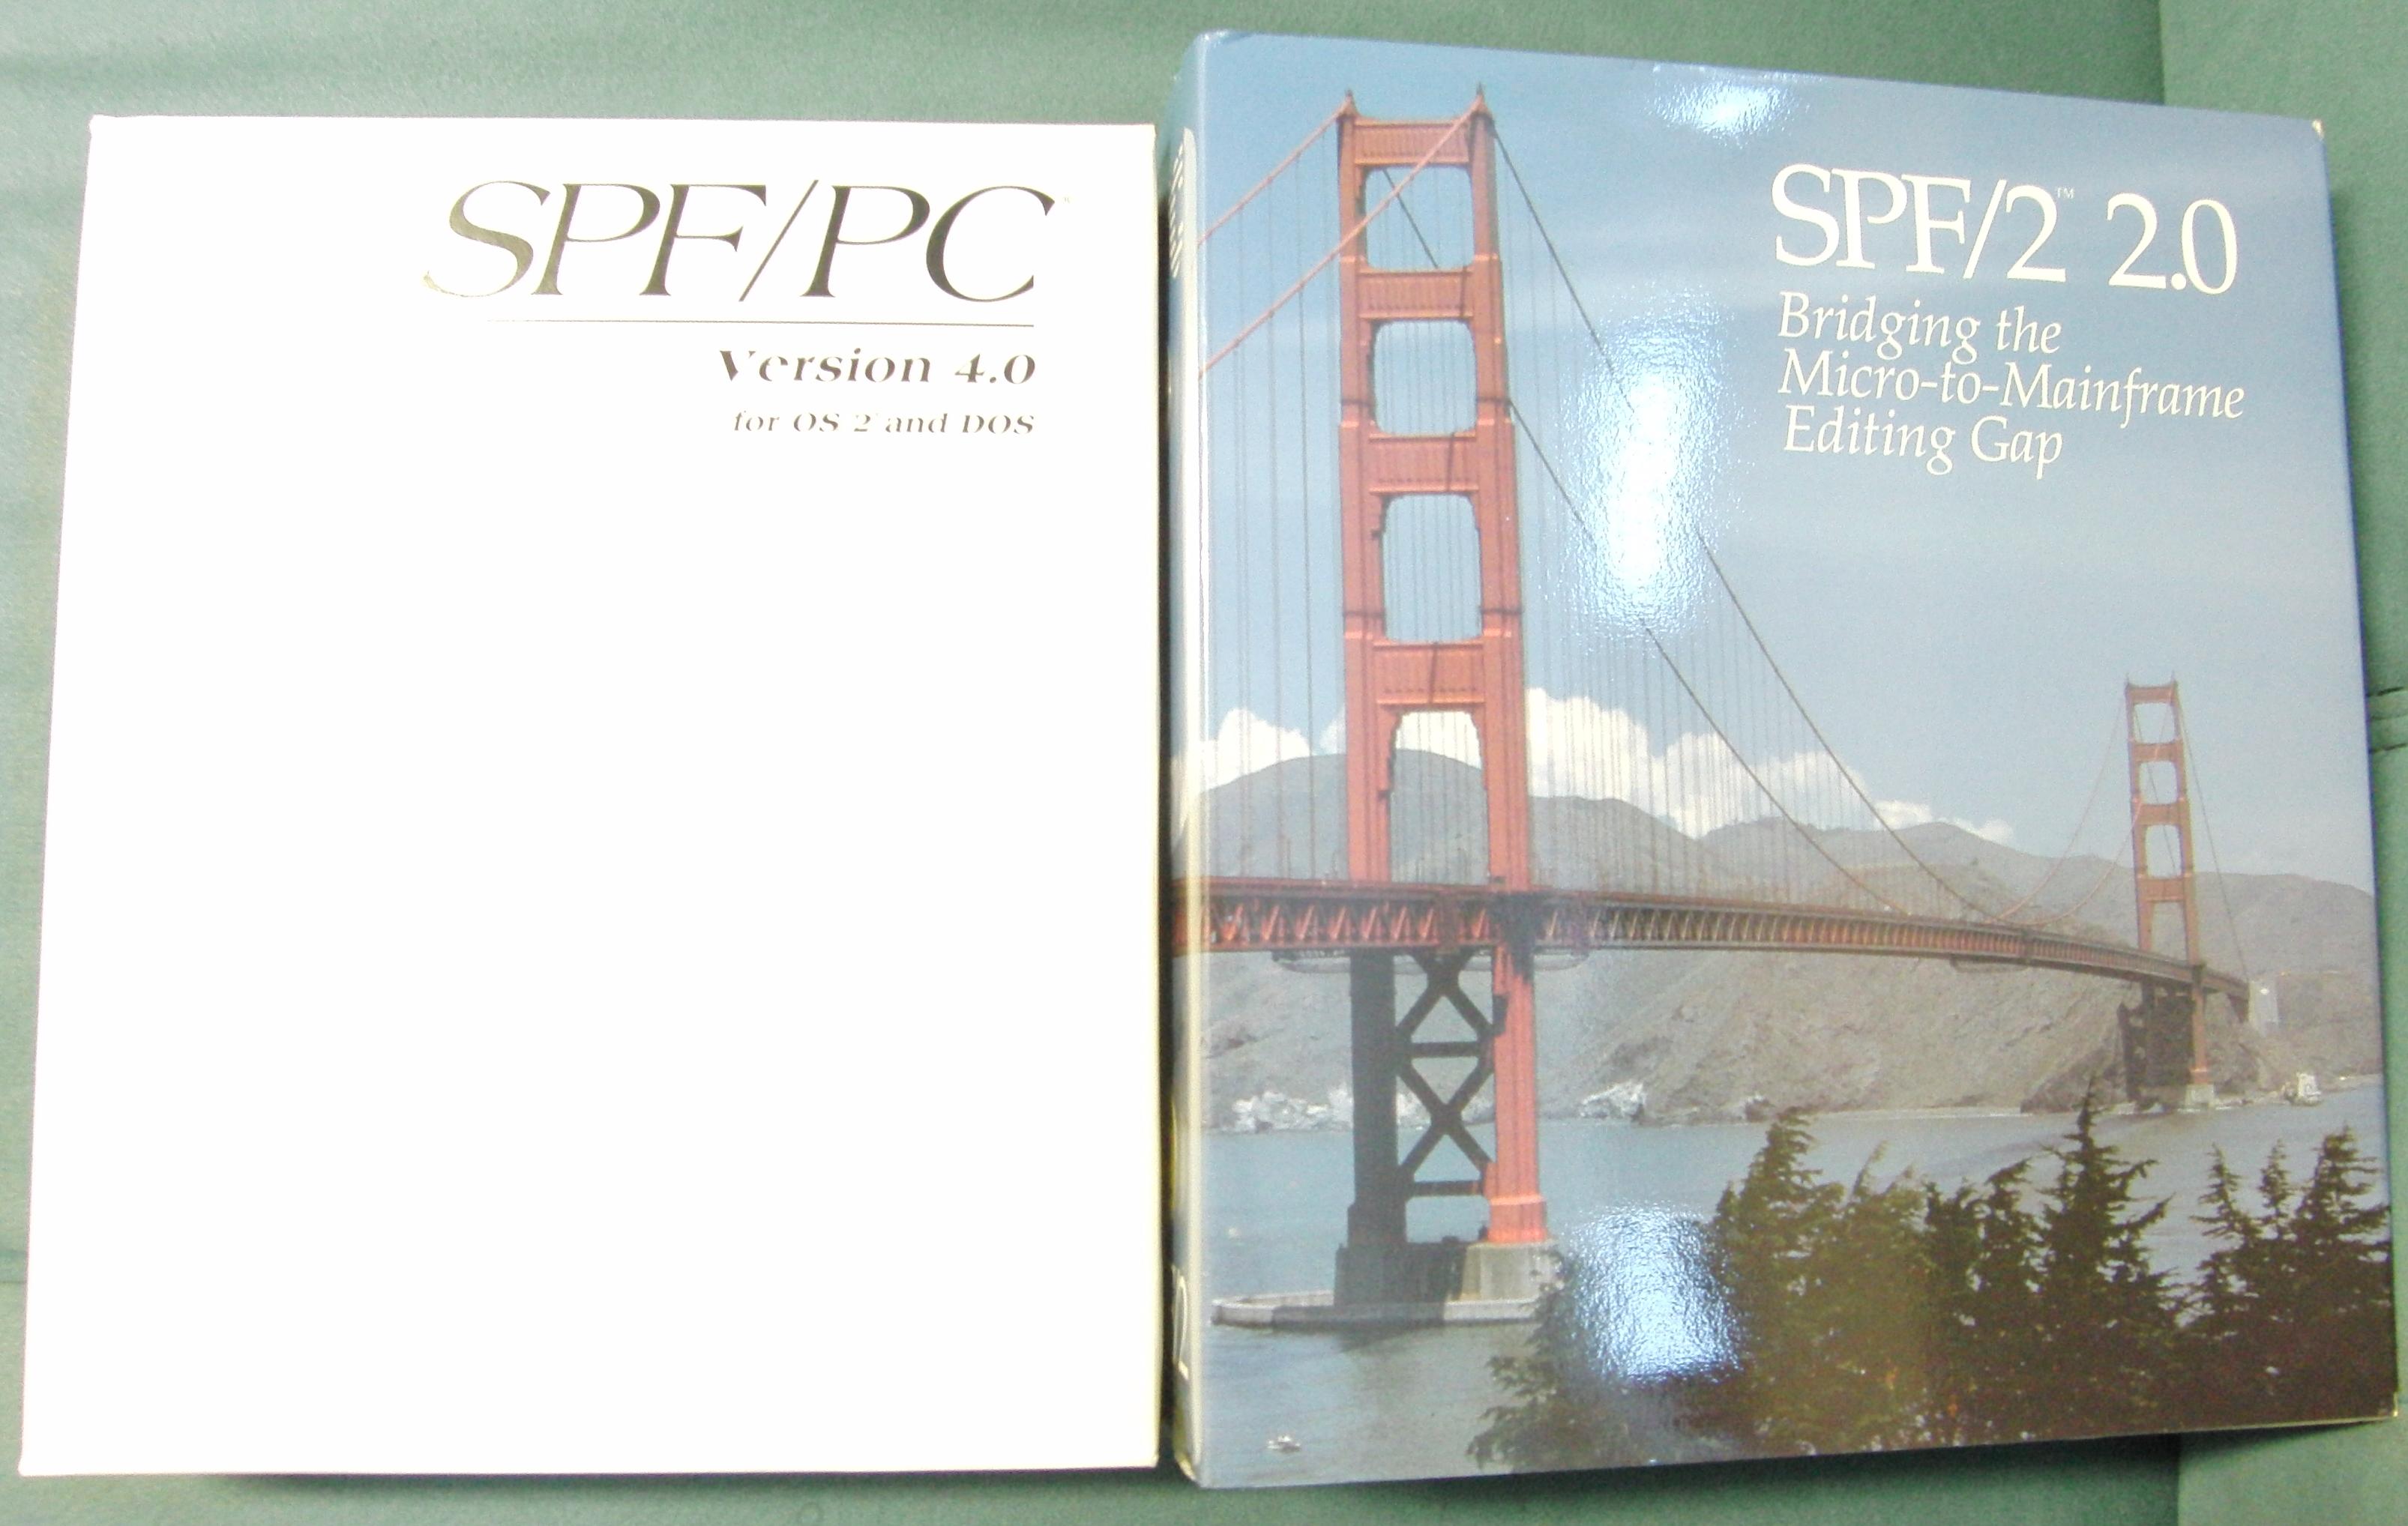 SPF/PC
Version 4.0
for OS 2 and DOS
SPF/2™ 2.0
Bridging the
Micro-to-Mainframe
Editing Gap